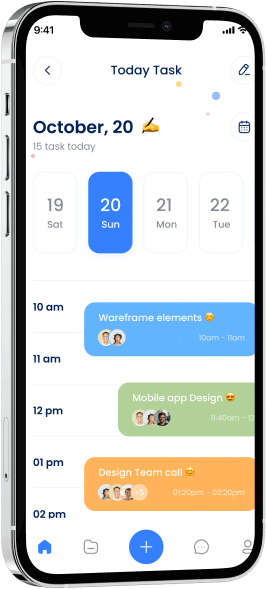 9:41
Today Task
October, 20 ✍️
15 task today
19 20 21 22
Sat Sun Mon Tue
10 am
Wareframe elements 😊
10am - 11am
11 am
Mobile app Design 😍
12 pm
11:40am - 12
01 pm
Design Team call 🤗
+5
01:20pm - 02:20pm
02 pm